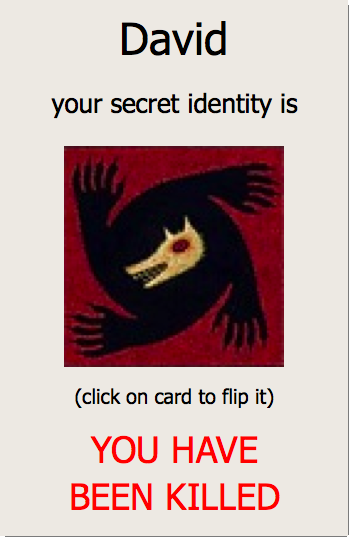 David
your secret identity is
(click on card to flip it)
YOU HAVE
BEEN KILLED